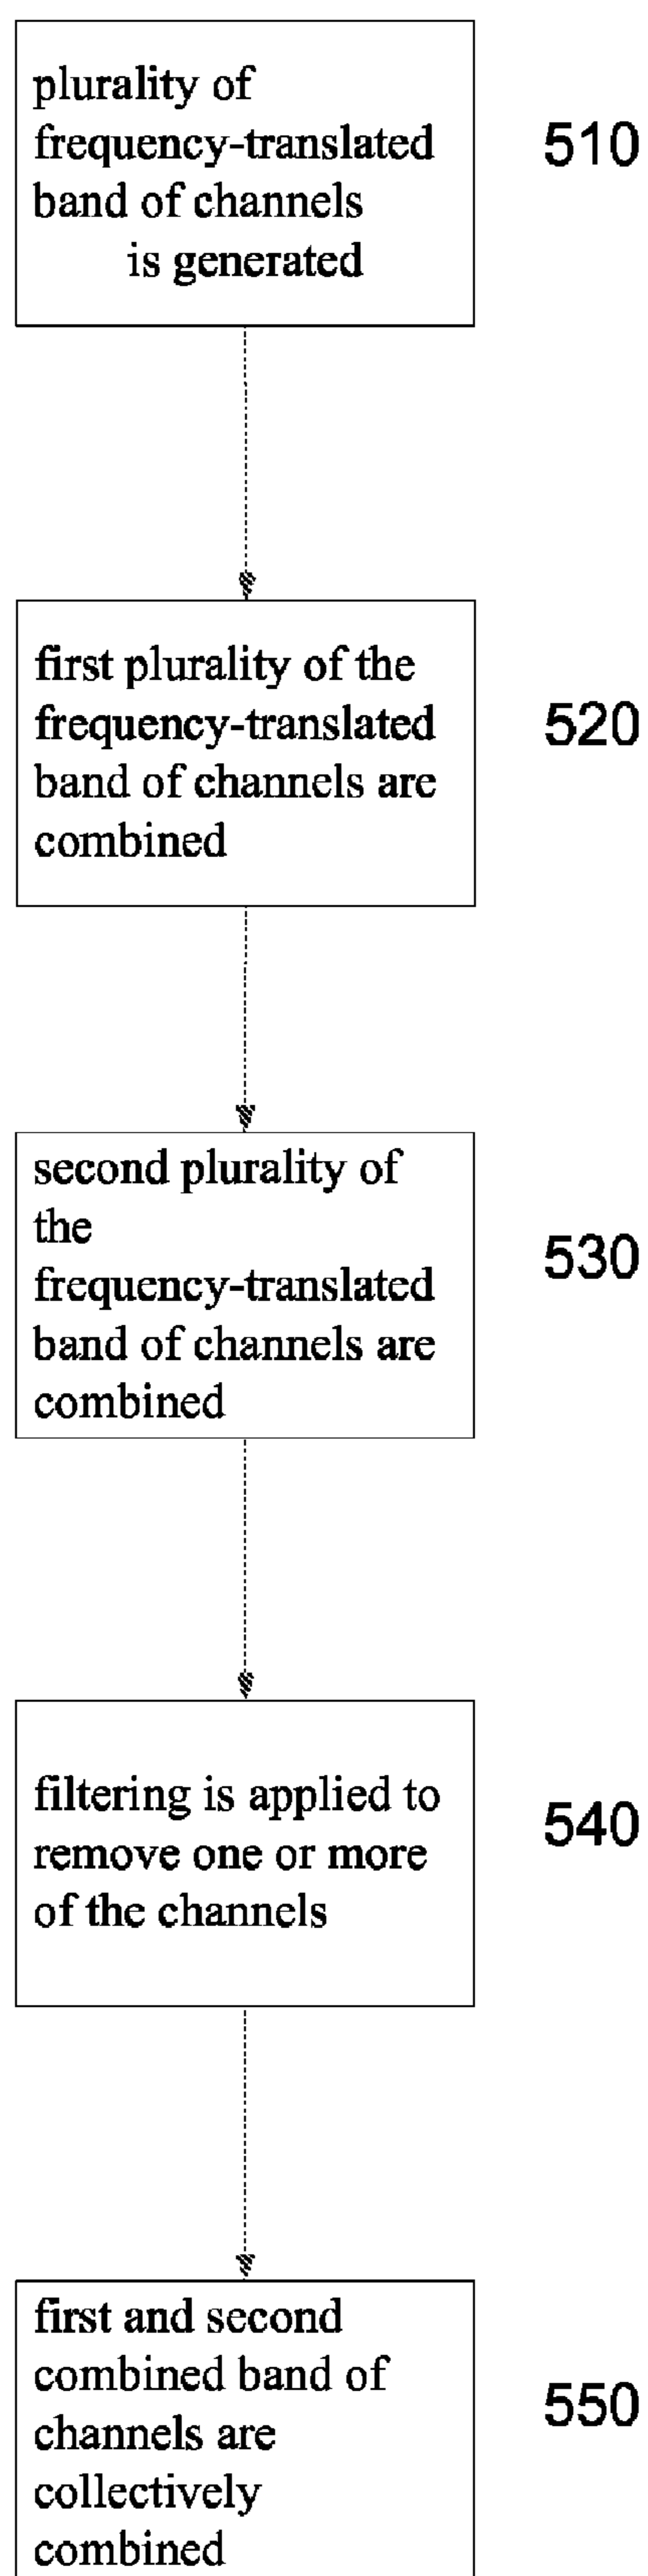 plurality of
frequency-translated
band of channels
is generated
510
first plurality of the
frequency-translated
band of channels are
combined
520
second plurality of
the
frequency-translated
band of channels are
combined
530
filtering is applied to
remove one or more
of the channels
540
first and second
combined band of
channels are
collectively
combined
550